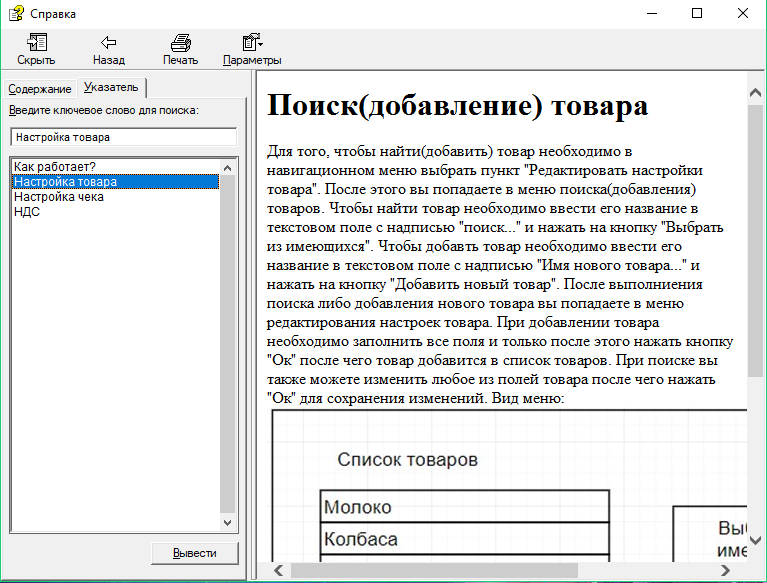 Справка
Скрыть Назад Печать Параметры
Содержание Указатель
Введите ключевое слово для поиска:
Настройка товара
Как работает?
Настройка товара
Настройка чека
НДС
Вывести
Поиск(добавление) товара
Для того, чтобы найти(добавить) товар необходимо в
навигационном меню выбрать пункт "Редактировать настройки
товара". После этого вы попадаете в меню поиска(добавления)
товаров. Чтобы найти товар необходимо ввести его название в
текстовом поле с надписью "поиск..." и нажать на кнопку "Выбрать
из имеющихся". Чтобы добавть товар необходимо ввести его
название в текстовом поле с надписью "Имя нового товара..." и
нажать на кнопку "Добавить новый товар". После выполниения
поиска либо добавления нового товара вы попадаете в меню
редактирования настроек товара. При добавлении товара
необходимо заполнить все поля и только после этого нажать кнопку
"Ок" после чего товар добавится в список товаров. При поиске вы
также можете изменить любое из полей товара после чего нажать
"Ок" для сохранения изменений. Вид меню:
Список товаров
Молоко
Колбаса